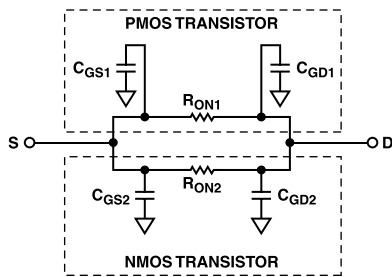 PMOS TRANSISTOR
CGS1
CGD1
RON1
S
D
RON2
CGS2
CGD2
NMOS TRANSISTOR